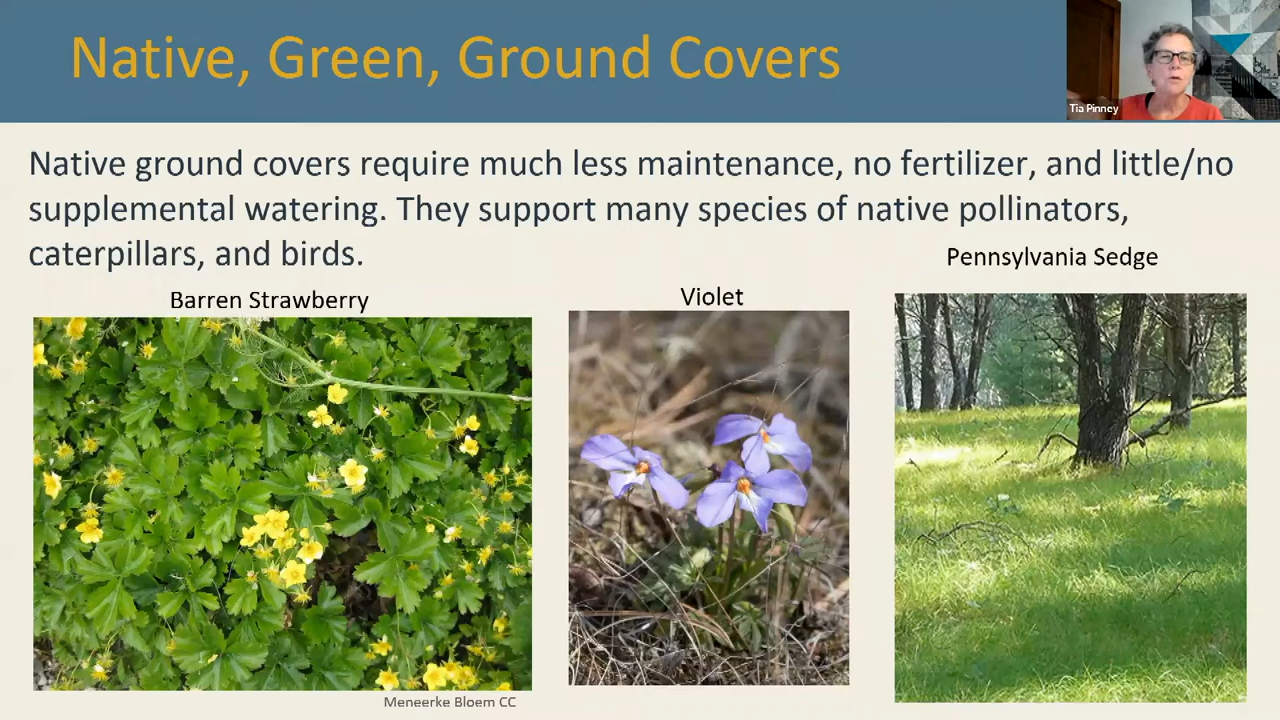 Native, Green, Ground Covers
Tia Pinney
Native ground covers require much less maintenance, no fertilizer, and little/no
supplemental watering. They support many species of native pollinators,
caterpillars, and birds.
Pennsylvania Sedge
Barren Strawberry
Violet
Meneerke Bloem CC